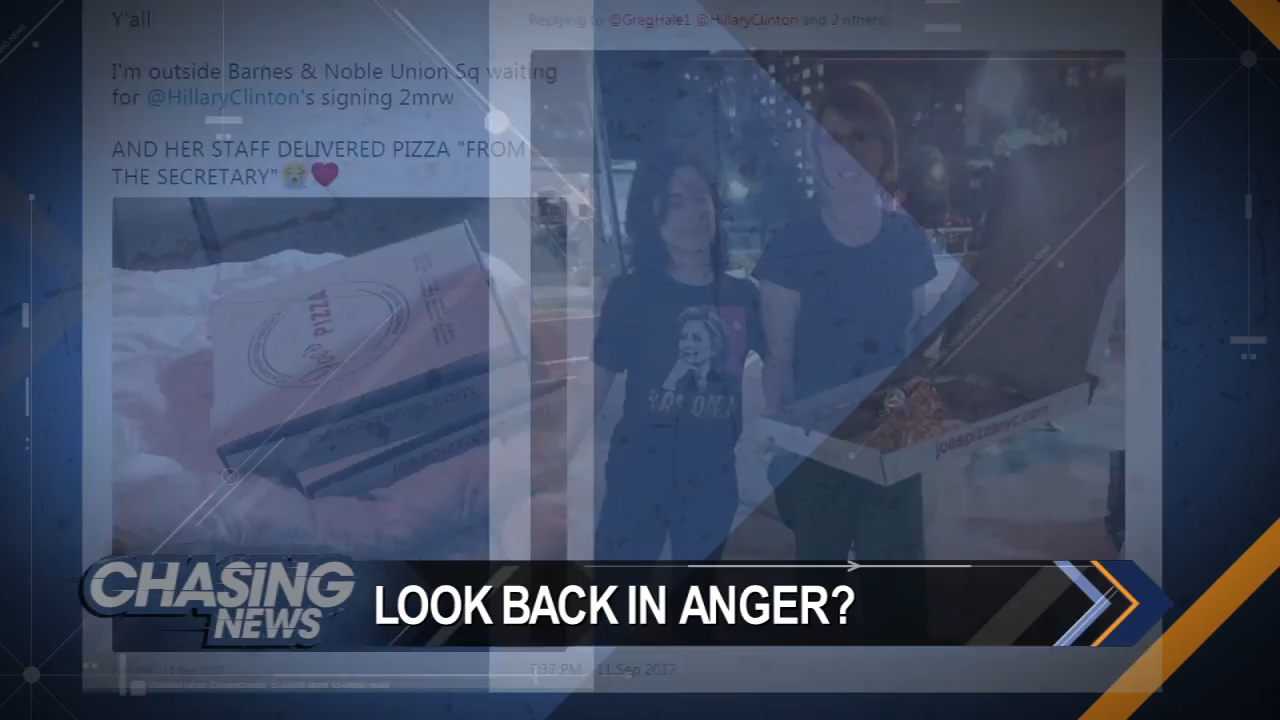 Y'all
Replying to @GregHale1 @HillaryClinton and 2 others
I'm outside Barnes & Noble Union Sq waiting
for @HillaryClinton's signing 2mrw
AND HER STAFF DELIVERED PIZZA "FROM
THE SECRETARY"😭❤️
PIZZA
joespizzanyc.com
CHASING
NEWS
LOOK BACK IN ANGER?
7:37 PM - 11 Sep 2017